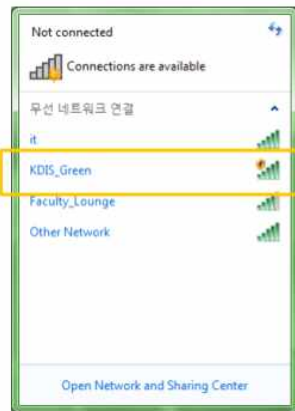 Not connected
Connections are available
무선 네트워크 연결
it
KDIS_Green
Faculty_Lounge
Other Network
Open Network and Sharing Center